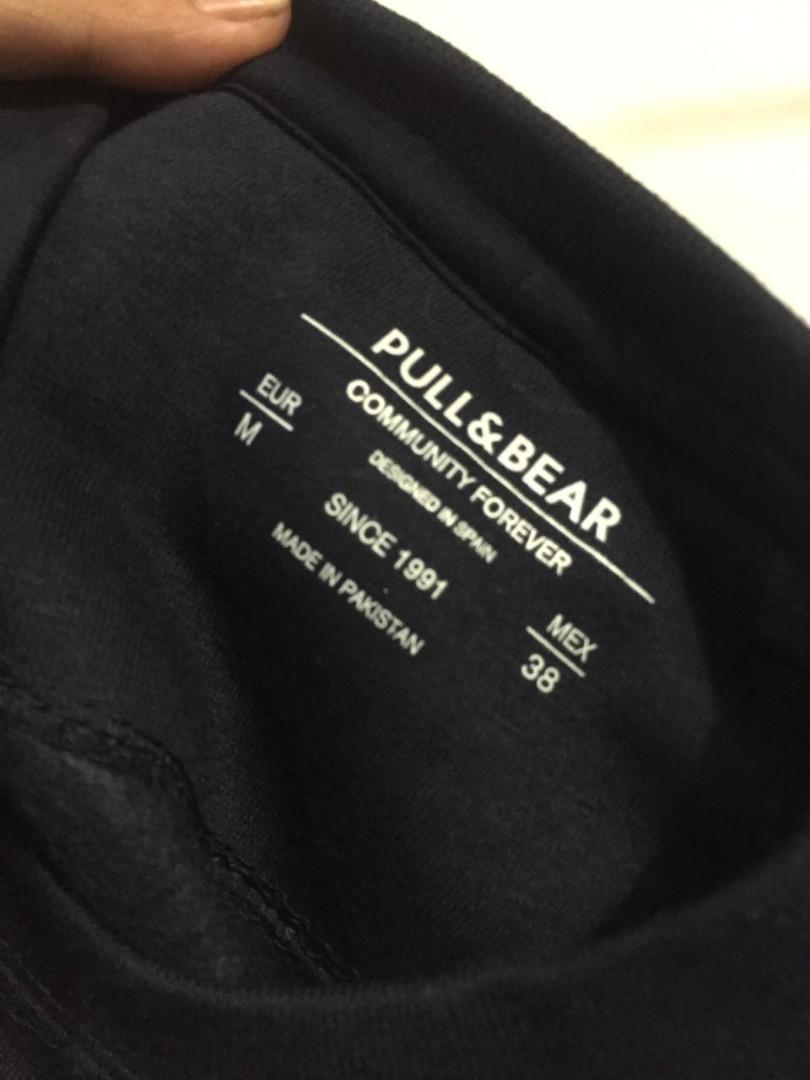 PULL&BEAR
COMMUNITY FOREVER
DESIGNED IN SPAIN
SINCE 1991
MADE IN PAKISTAN
EUR
M
MEX
38